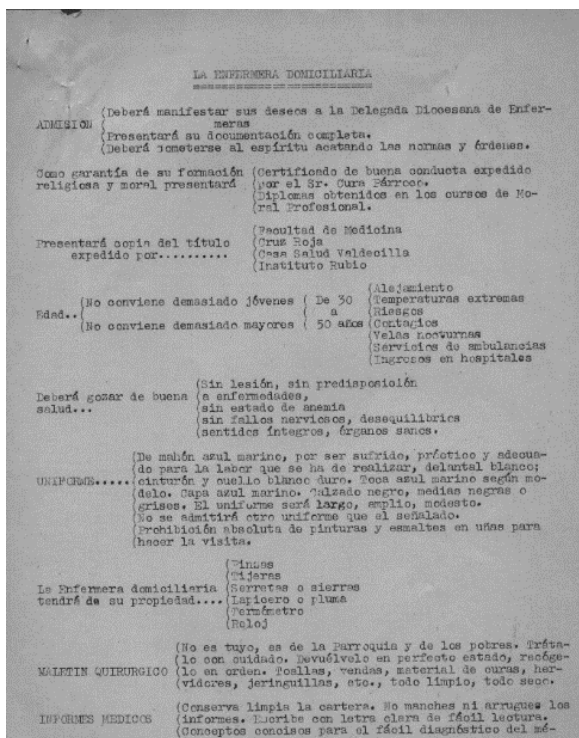 LA ENFERMERA DOMICILIARIA
(Deberá manifestar sus deseos a la Delegada Diocesana de Enfer-
ADMISION ( meras
(Presentará su documentación completa.
(Deberá someterse al espíritu acatando las normas y órdenes.
Como garantía de su formación (Certificado de buena conducta expedido
religiosa y moral presentará (por el Sr. Cura Párroco.
(Diplomas obtenidos en los cursos de Mo-
ral Profesional.
(Facultad de Medicina
Presentará copia del título (Cruz Roja
expedido por.......... (Casa Salud Valdecilla
(Instituto Rubio
(Alejamiento
(No conviene demasiado jóvenes ( De 30 (Temperaturas extremas
Edad..( ( a (Riesgos
(No conviene demasiado mayores ( 50 años (Contagios
(Velas nocturnas
(Servicios de ambulancias
(Ingresos en hospitales
(Sin lesión, sin predisposición
Deberá gozar de buena (a enfermedades,
salud... (sin estado de anemia
(sin fallos nerviosos, desequilibrios
(sentidos íntegros, órganos sanos.
(De mahón azul marino, por ser sufrido, práctico y adecua-
(do para la labor que se ha de realizar, delantal blanco;
UNIFORME.....(cinturón y cuello blanco duro. Toca azul marino según mo-
(delo. Capa azul marino. Calzado negro, medias negras o
(grises. El uniforme será largo, amplio, modesto.
(No se admitirá otro uniforme que el señalado.
(Prohibición absoluta de pinturas y esmaltes en uñas para
(hacer la visita.
(Pinzas
(Tijeras
La Enfermera domiciliaria (Serretas o sierras
tendrá de su propiedad....(Lapicero o pluma
(Termómetro
(Reloj
(No es tuyo, es de la Parroquia y de los pobres. Tráta-
(lo con cuidado. Devuélvelo en perfecto estado, recóge-
MALETIN QUIRURGICO (lo en orden. Toallas, vendas, material de curas, her-
(vidores, jeringuillas, etc., todo limpio, todo seco.
(Conserva limpia la cartera. No manches ni arrugues los
INFORMES MEDICOS (informes. Escribe con letra clara de fácil lectura.
(Conceptos concisos para el fácil diagnóstico del mé-